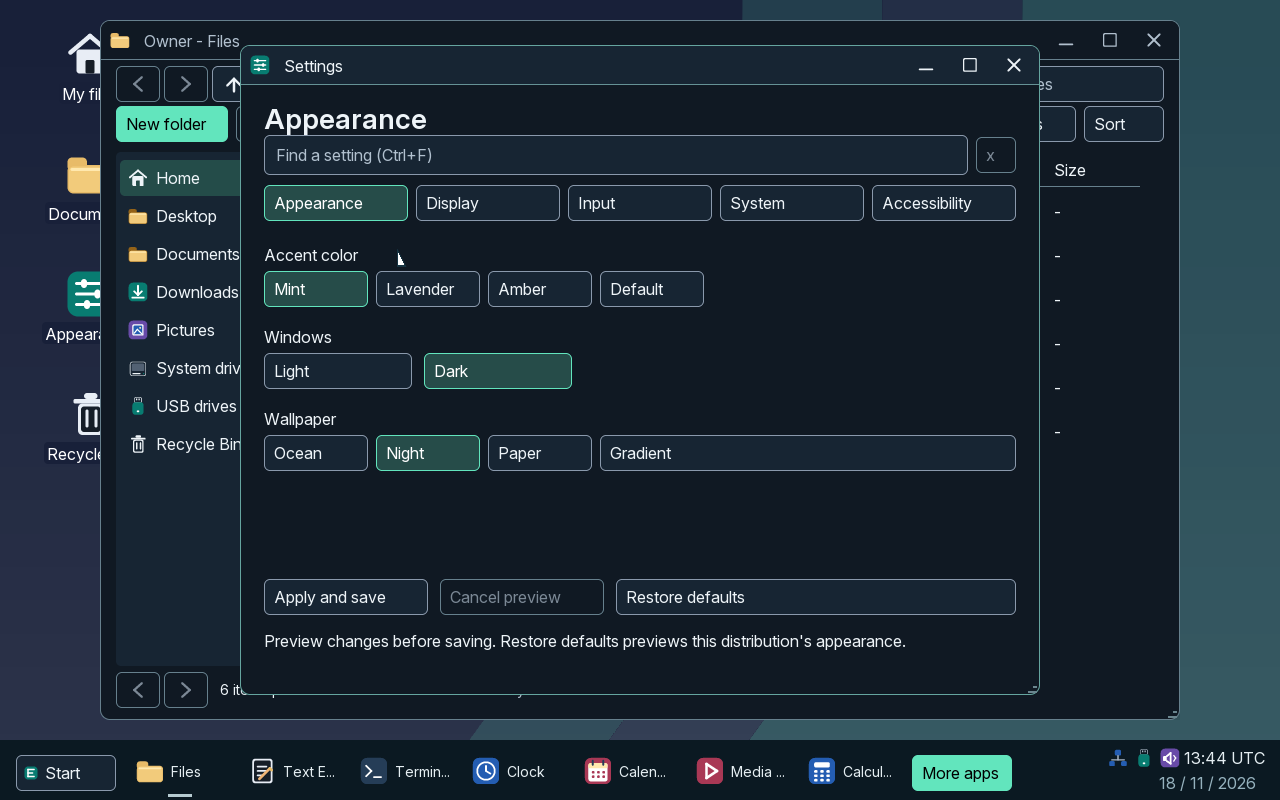 My fil
Docum
Appeara
Recycle
Owner - Files
New folder
es
s
Sort
Size
Home
Desktop
Documents
Downloads
Pictures
System driv
USB drives
Recycle Bin
-
-
-
-
-
-
6 ite
Settings
Appearance
Find a setting (Ctrl+F)
x
Appearance
Display
Input
System
Accessibility
Accent color
Mint
Lavender
Amber
Default
Windows
Light
Dark
Wallpaper
Ocean
Night
Paper
Gradient
Apply and save
Cancel preview
Restore defaults
Preview changes before saving. Restore defaults previews this distribution's appearance.
Start
Files
Text E...
Termin...
Clock
Calen...
Media ...
Calcul...
More apps
13:44 UTC
18 / 11 / 2026